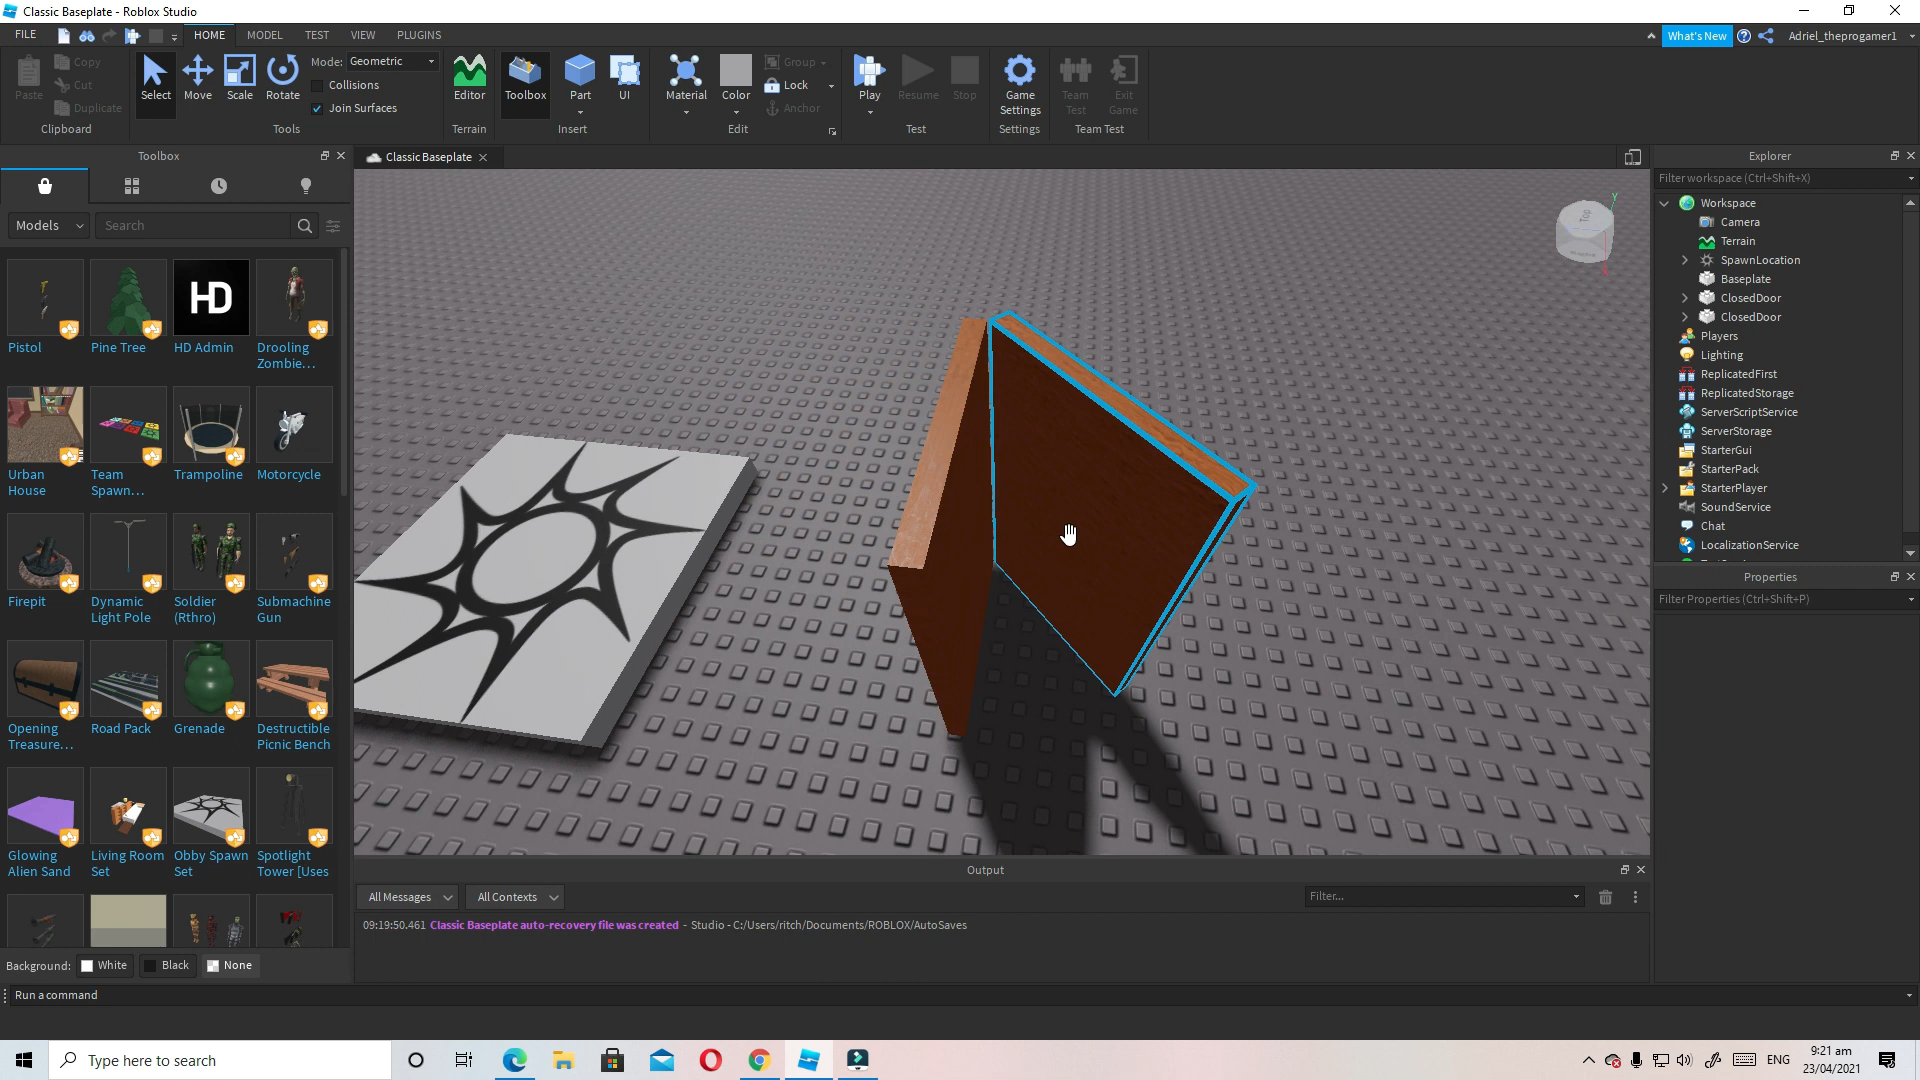 Classic Baseplate - Roblox Studio
FILE
HOME
MODEL
TEST
VIEW
PLUGINS
What's New
Adriel_theprogamer1
Paste
Copy
Cut
Duplicate
Clipboard
Select
Move
Scale
Rotate
Mode: Geometric
Collisions
Join Surfaces
Tools
Editor
Terrain
Toolbox
Part
UI
Insert
Material
Color
Group
Lock
Anchor
Edit
Play
Resume
Stop
Test
Game
Settings
Settings
Team
Test
Exit
Game
Team Test
Toolbox
Models
Search
Pistol
Pine Tree
HD
HD Admin
Drooling
Zombie...
Urban
House
Team
Spawn...
Trampoline
Motorcycle
Firepit
Dynamic
Light Pole
Soldier
(Rthro)
Submachine
Gun
Opening
Treasure...
Road Pack
Grenade
Destructible
Picnic Bench
Glowing
Alien Sand
Living Room
Set
Obby Spawn
Set
Spotlight
Tower [Uses
Background:
White
Black
None
Run a command
Classic Baseplate
Top
Y
Output
All Messages
All Contexts
Filter...
09:19:50.461 Classic Baseplate auto-recovery file was created - Studio - C:/Users/ritch/Documents/ROBLOX/AutoSaves
Explorer
Filter workspace (Ctrl+Shift+X)
Workspace
Camera
Terrain
SpawnLocation
Baseplate
ClosedDoor
ClosedDoor
Players
Lighting
ReplicatedFirst
ReplicatedStorage
ServerScriptService
ServerStorage
StarterGui
StarterPack
StarterPlayer
SoundService
Chat
LocalizationService
Properties
Filter Properties (Ctrl+Shift+P)
Type here to search
ENG
9:21 am
23/04/2021